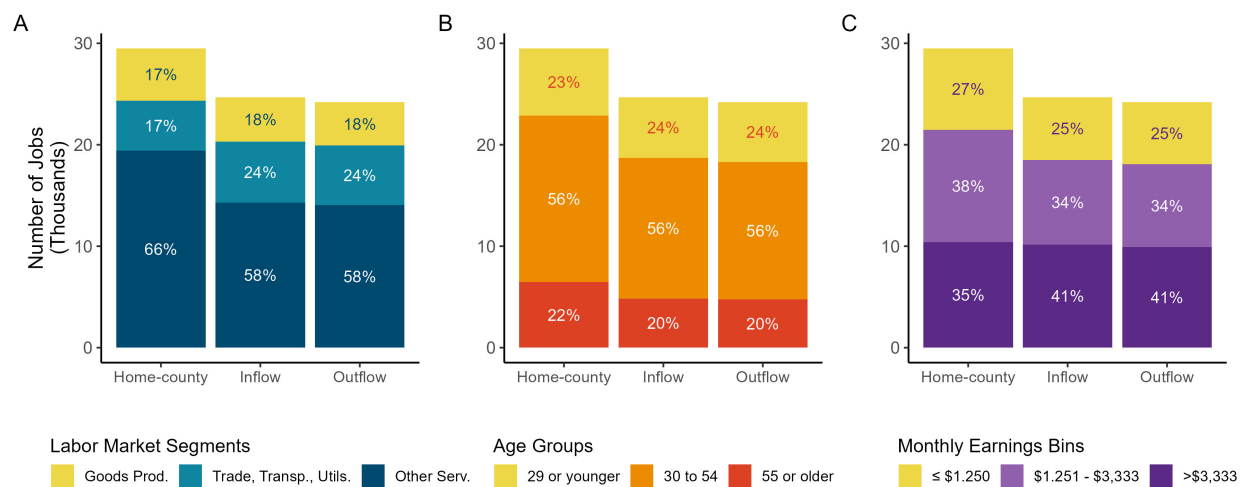 A
B
C
Number of Jobs
(Thousands)
30
20
10
0
17%
17%
66%
18%
24%
58%
18%
24%
58%
Home-county
Inflow
Outflow
30
20
10
0
23%
56%
22%
24%
56%
20%
24%
56%
20%
Home-county
Inflow
Outflow
30
20
10
0
27%
38%
35%
25%
34%
41%
25%
34%
41%
Home-county
Inflow
Outflow
Labor Market Segments
Goods Prod. Trade, Transp., Utils. Other Serv.
Age Groups
29 or younger 30 to 54 55 or older
Monthly Earnings Bins
≤ $1.250 $1.251 - $3,333 >$3,333